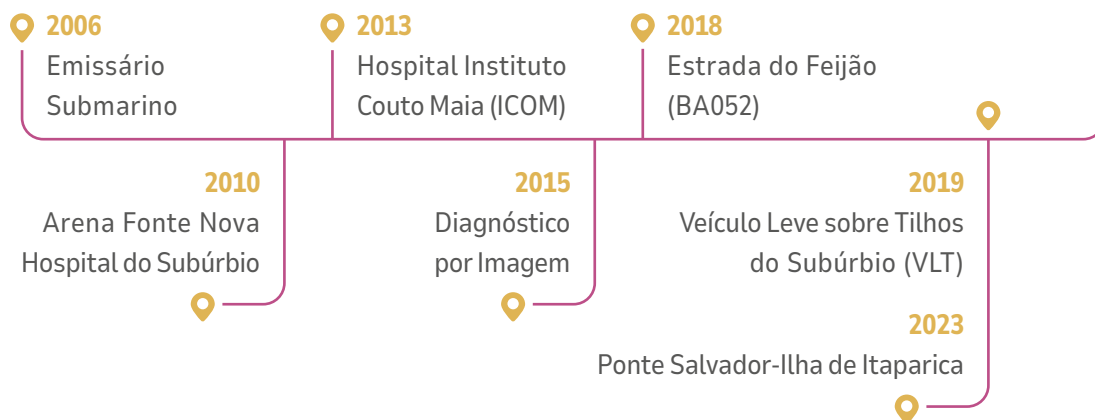 2006
Emissário
Submarino
2013
Hospital Instituto
Couto Maia (ICOM)
2018
Estrada do Feijão
(BA052)
2010
Arena Fonte Nova
Hospital do Subúrbio
2015
Diagnóstico
por Imagem
2019
Veículo Leve sobre Tilhos
do Subúrbio (VLT)
2023
Ponte Salvador-Ilha de Itaparica